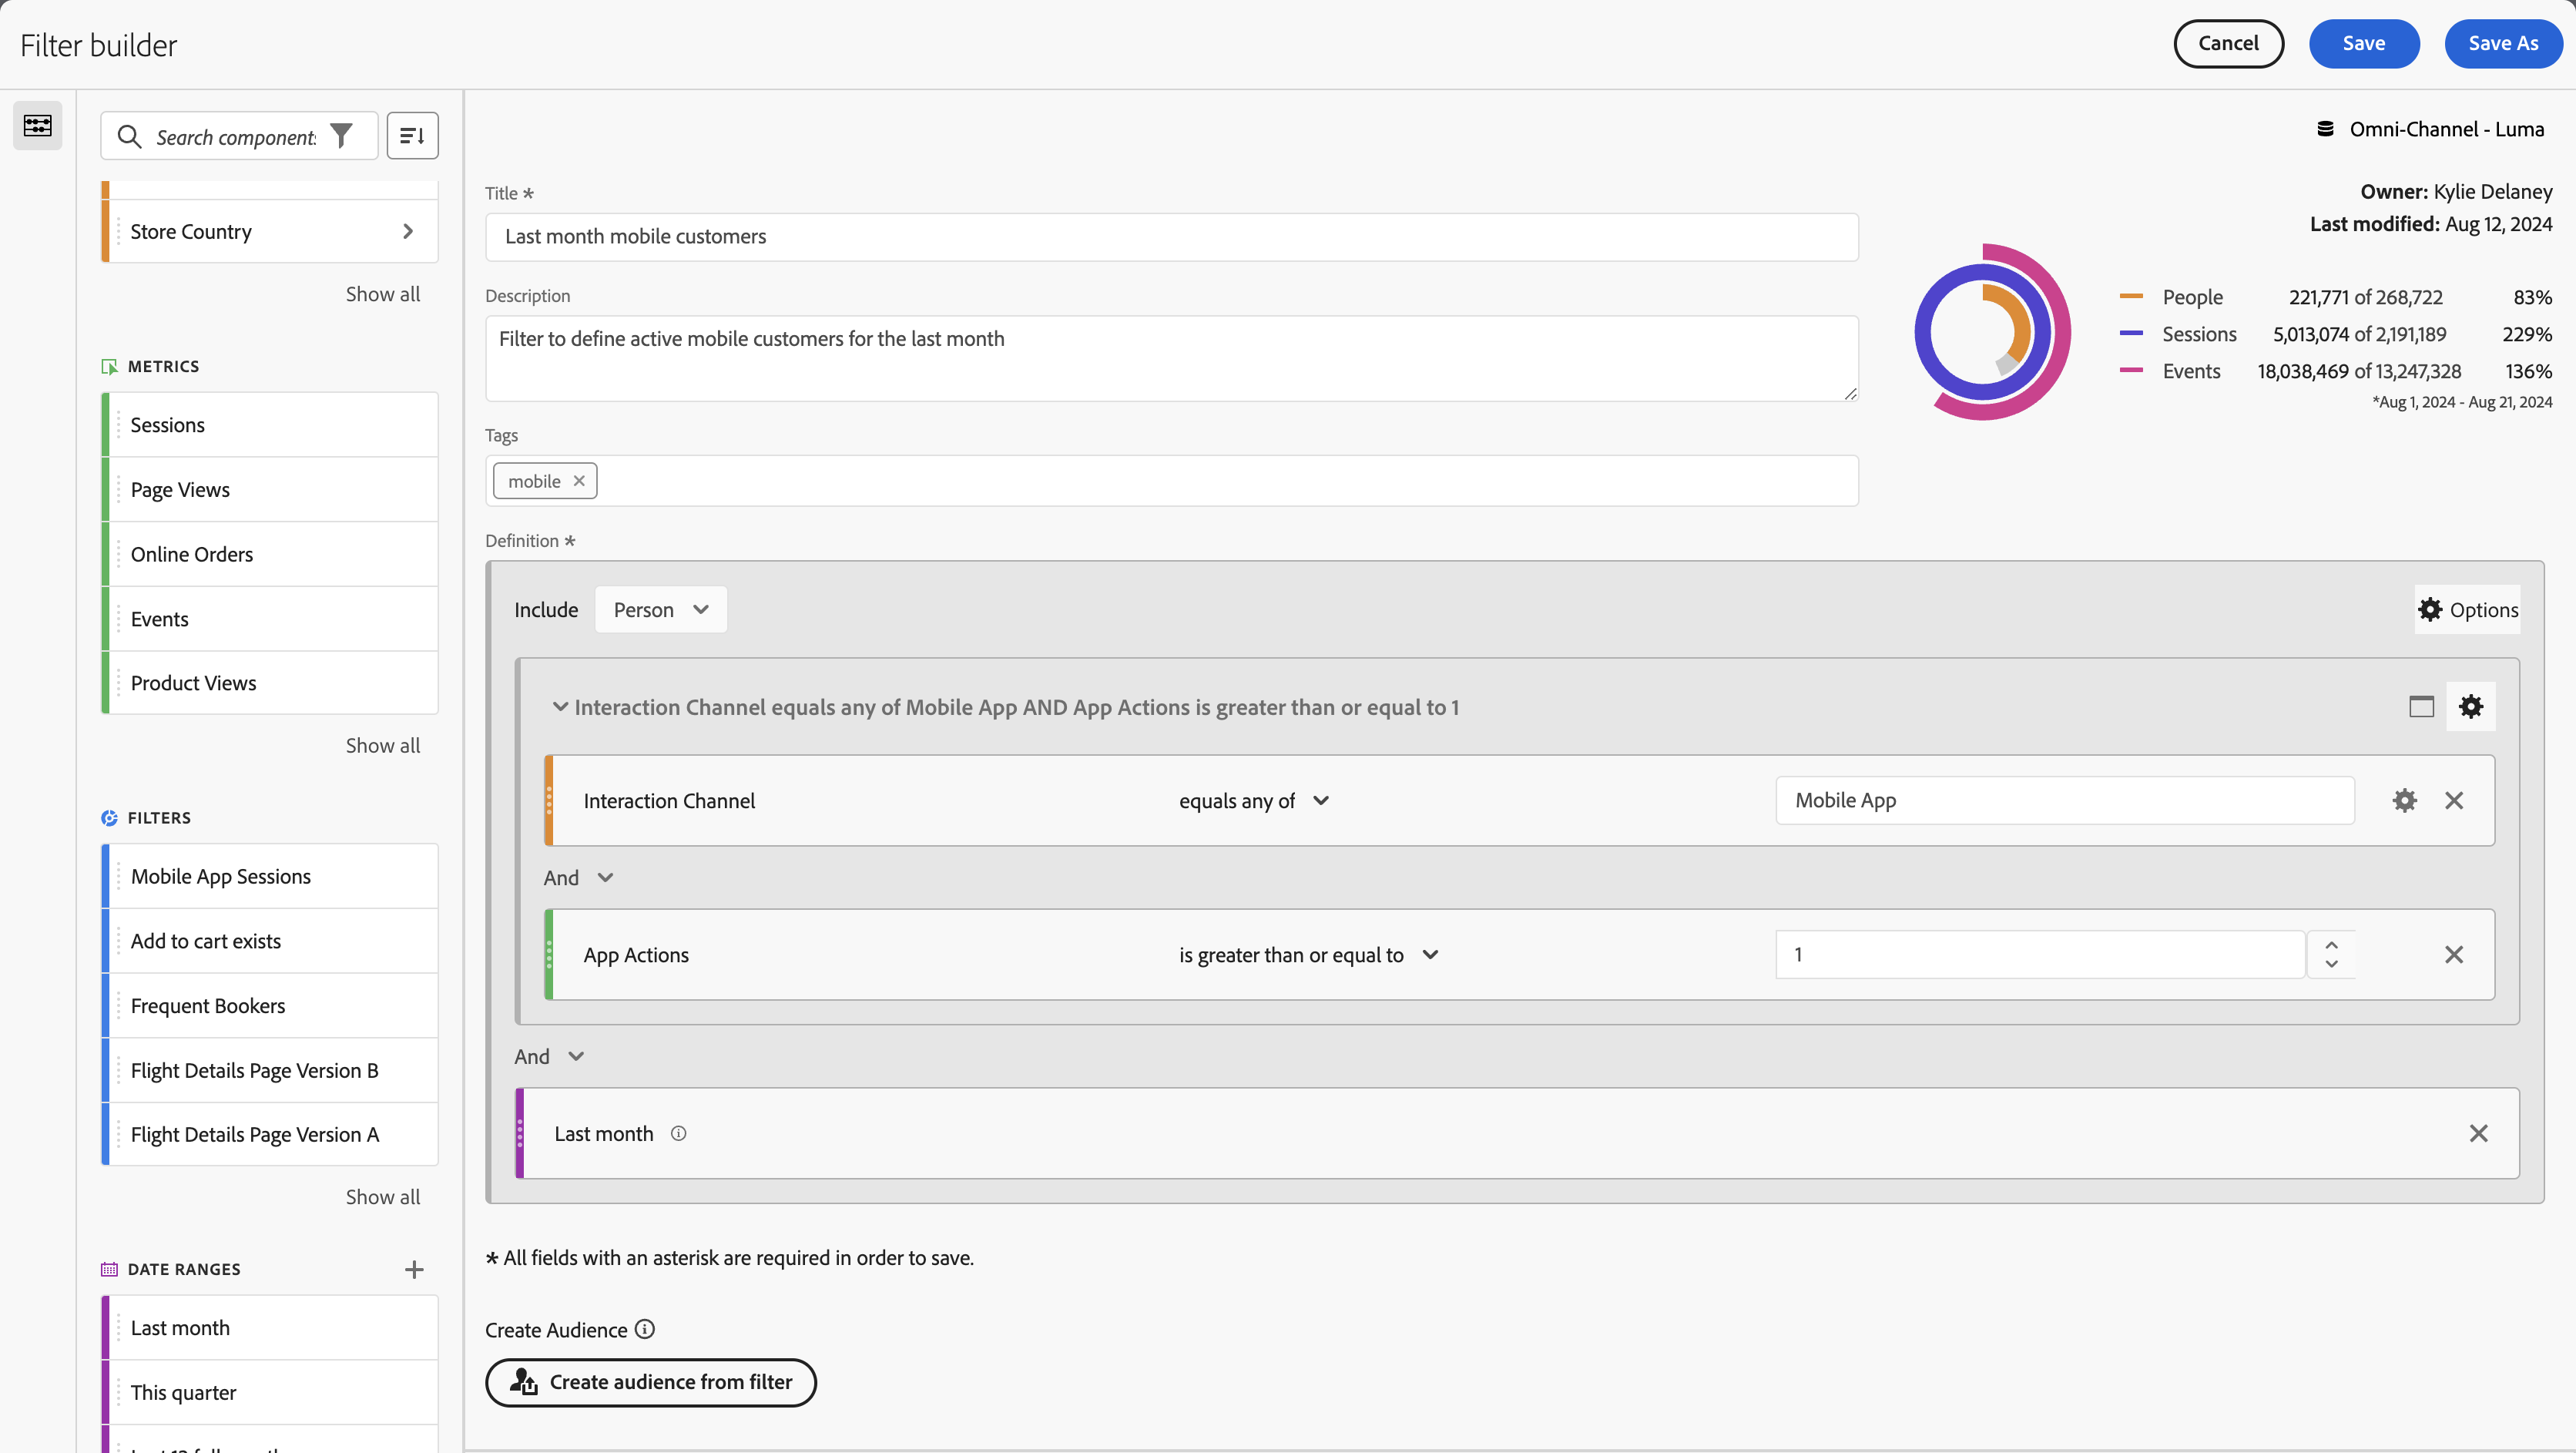 Filter builder
Cancel
Save
Save As
Search component
Store Country
Show all
METRICS
Sessions
Page Views
Online Orders
Events
Product Views
Show all
FILTERS
Mobile App Sessions
Add to cart exists
Frequent Bookers
Flight Details Page Version B
Flight Details Page Version A
Show all
DATE RANGES
Last month
This quarter
Omni-Channel - Luma
Owner: Kylie Delaney
Last modified: Aug 12, 2024
People 221,771 of 268,722 83%
Sessions 5,013,074 of 2,191,189 229%
Events 18,038,469 of 13,247,328 136%
*Aug 1, 2024 - Aug 21, 2024
Title *
Last month mobile customers
Description
Filter to define active mobile customers for the last month
Tags
mobile
Definition *
Include Person
Options
Interaction Channel equals any of Mobile App AND App Actions is greater than or equal to 1
Interaction Channel equals any of Mobile App
And
App Actions is greater than or equal to 1
And
Last month
* All fields with an asterisk are required in order to save.
Create Audience
Create audience from filter